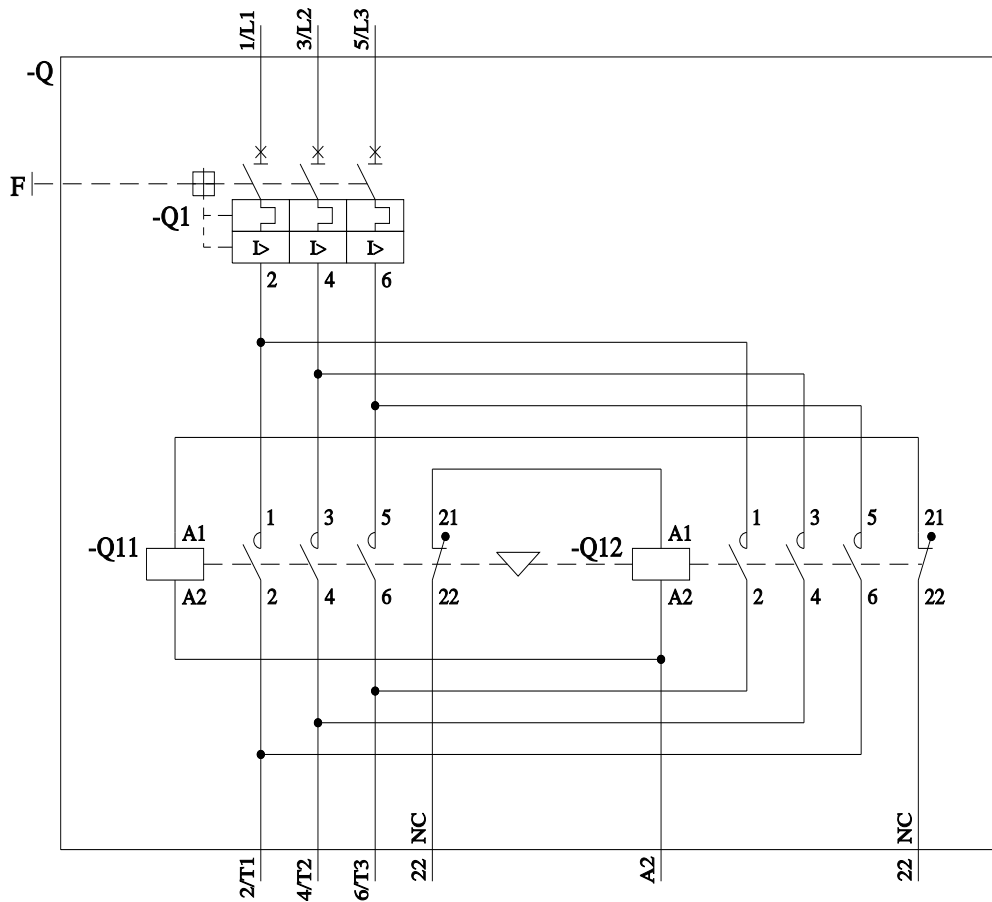 1/L1 3/L2 5/L3
-Q
F
-Q1
I> I> I>
2 4 6
1 3 5 21 1 3 5 21
-Q11 A1 -Q12 A1
A2 2 4 6 22 A2 2 4 6 22
NC NC
2/T1 4/T2 6/T3 22 A2 22